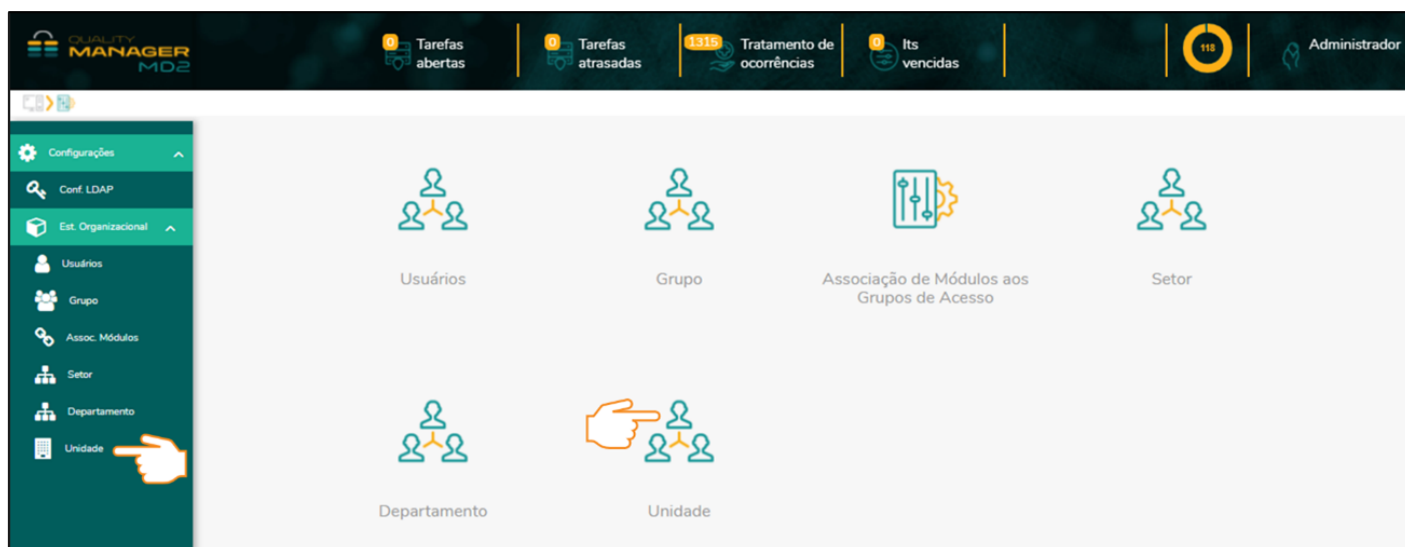 QUALITY
MANAGER
MD2
0 Tarefas
abertas
0 Tarefas
atrasadas
1315 Tratamento de
ocorrências
0 Its
vencidas
118
Administrador
Configurações
Conf. LDAP
Est. Organizacional
Usuários
Grupo
Assoc. Módulos
Setor
Departamento
Unidade
Usuários
Grupo
Associação de Módulos aos
Grupos de Acesso
Setor
Departamento
Unidade